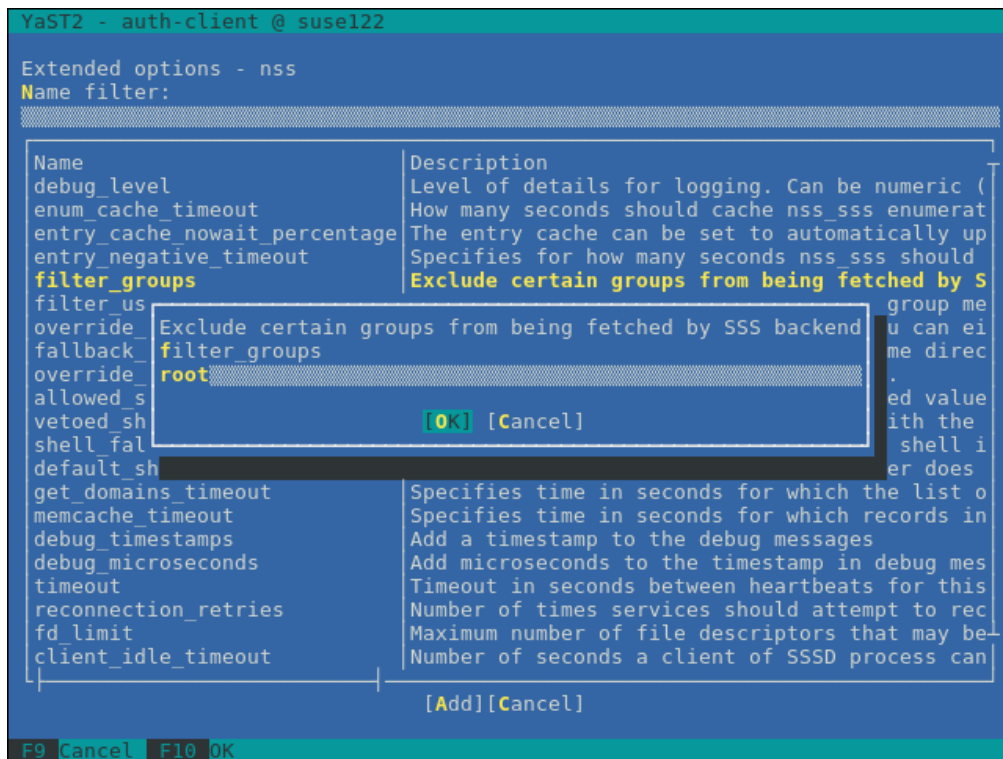 YaST2 - auth-client @ suse122
Extended options - nss
Name filter:
Name Description
debug_level Level of details for logging. Can be numeric (
enum_cache_timeout How many seconds should cache nss_sss enumerat
entry_cache_nowait_percentage The entry cache can be set to automatically up
entry_negative_timeout Specifies for how many seconds nss_sss should
filter_groups Exclude certain groups from being fetched by S
filter_us group me
override_ Exclude certain groups from being fetched by SSS backend u can ei
fallback_ filter_groups me direc
override_ root .
allowed_s ed value
vetoed_sh [OK] [Cancel] ith the
shell_fal shell i
default_sh er does
get_domains_timeout Specifies time in seconds for which the list o
memcache_timeout Specifies time in seconds for which records in
debug_timestamps Add a timestamp to the debug messages
debug_microseconds Add microseconds to the timestamp in debug mes
timeout Timeout in seconds between heartbeats for this
reconnection_retries Number of times services should attempt to rec
fd_limit Maximum number of file descriptors that may be
client_idle_timeout Number of seconds a client of SSSD process can
[Add][Cancel]
F9 Cancel F10 OK